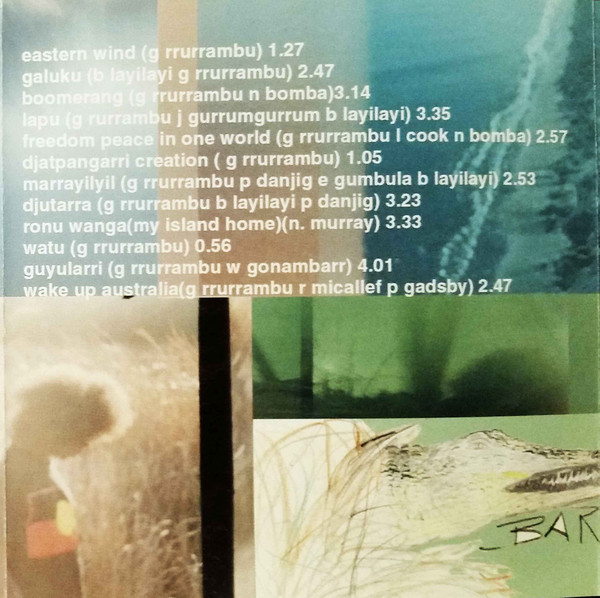 eastern wind (g rrurrambu) 1.27
galuku (b layilayi g rrurrambu) 2.47
boomerang (g rrurrambu n bomba)3.14
lapu (g rurrambu j gurrumgurrum b layilayi) 3.35
freedom peace in one world (g rrurrambu l cook n bomba) 2.57
djatpangarri creation ( g rrurrambu) 1.05
marrayilyil (g rrurrambu p danjig e gumbula b layilayi) 2.53
djutarra (g rrurrambu b layilayi p danjig) 3.23
ronu wanga(my island home)(n. murray) 3.33
watu (g rrurrambu) 0.56
guyularri (g rrurrambu w gonambarr) 4.01
wake up australia(g rrurrambu r micallef p gadsby) 2.47
BAR